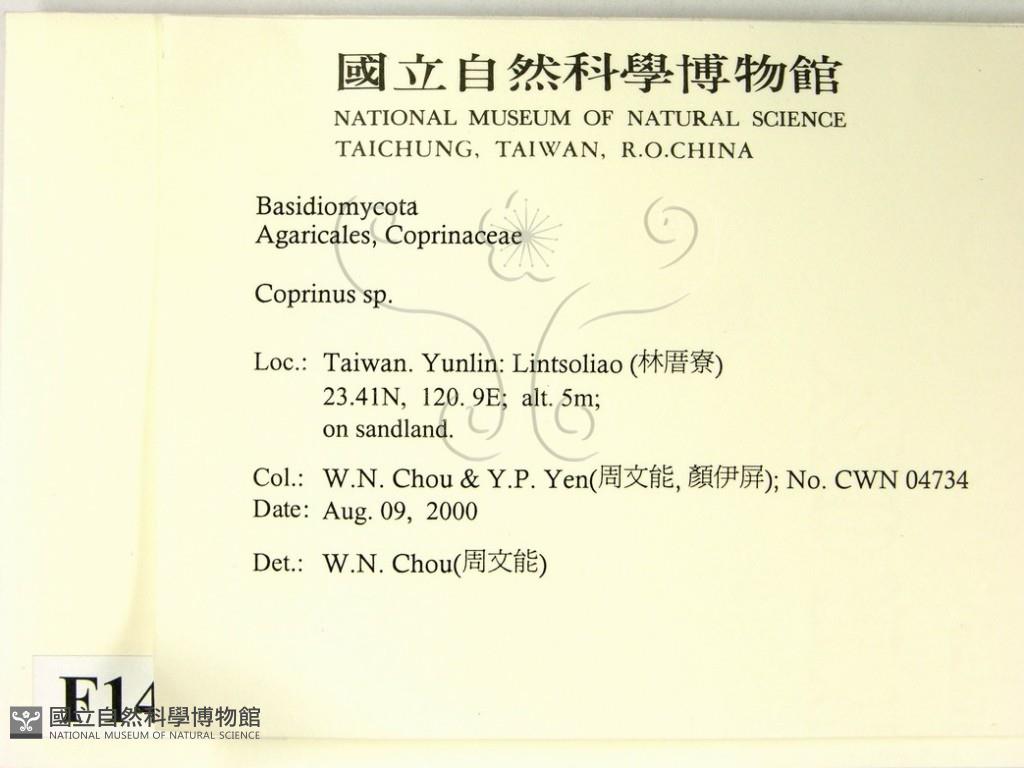 國立自然科學博物館
NATIONAL MUSEUM OF NATURAL SCIENCE
TAICHUNG, TAIWAN, R.O.CHINA
Basidiomycota
Agaricales, Coprinaceae
Coprinus sp.
Loc.: Taiwan. Yunlin: Lintsoliao (林厝寮)
23.41N, 120. 9E; alt. 5m;
on sandland.
Col.: W.N. Chou & Y.P. Yen(周文能, 顏伊屏); No. CWN 04734
Date: Aug. 09, 2000
Det.: W.N. Chou(周文能)
F14
國立自然科學博物館
NATIONAL MUSEUM OF NATURAL SCIENCE